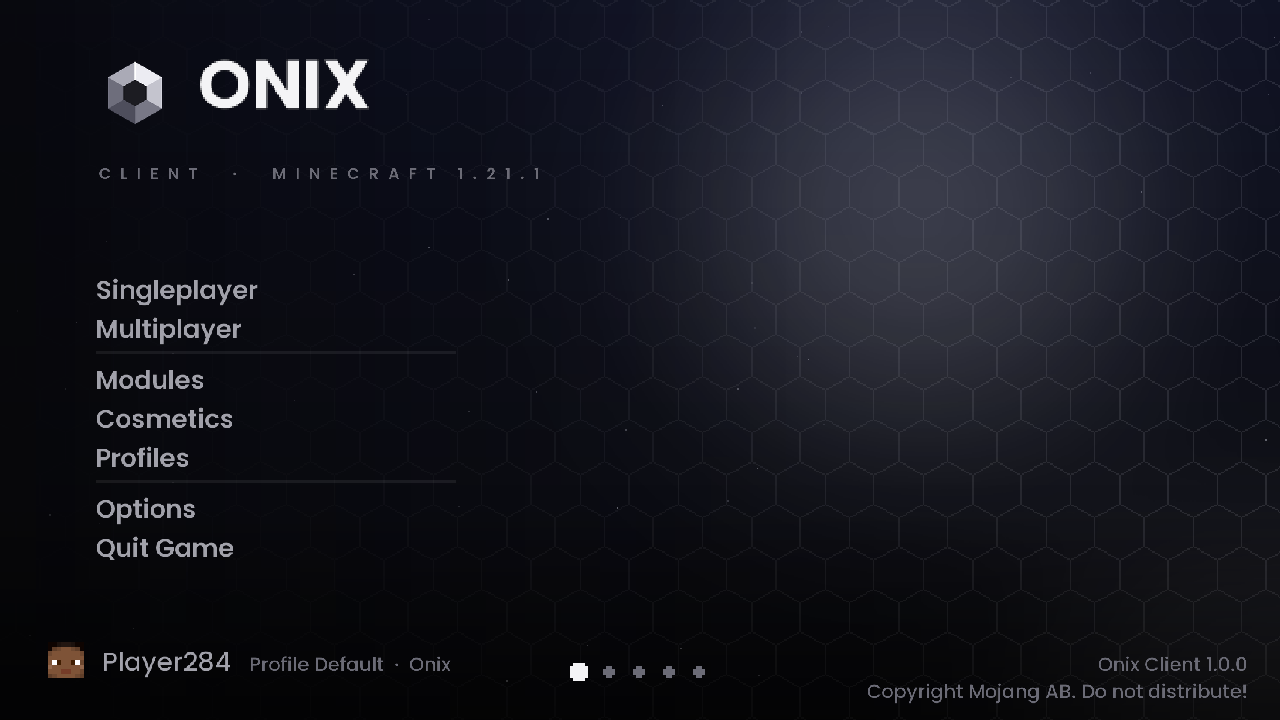 ONIX
CLIENT · MINECRAFT 1.21.1
Singleplayer
Multiplayer
Modules
Cosmetics
Profiles
Options
Quit Game
Player284 Profile Default · Onix
Onix Client 1.0.0
Copyright Mojang AB. Do not distribute!